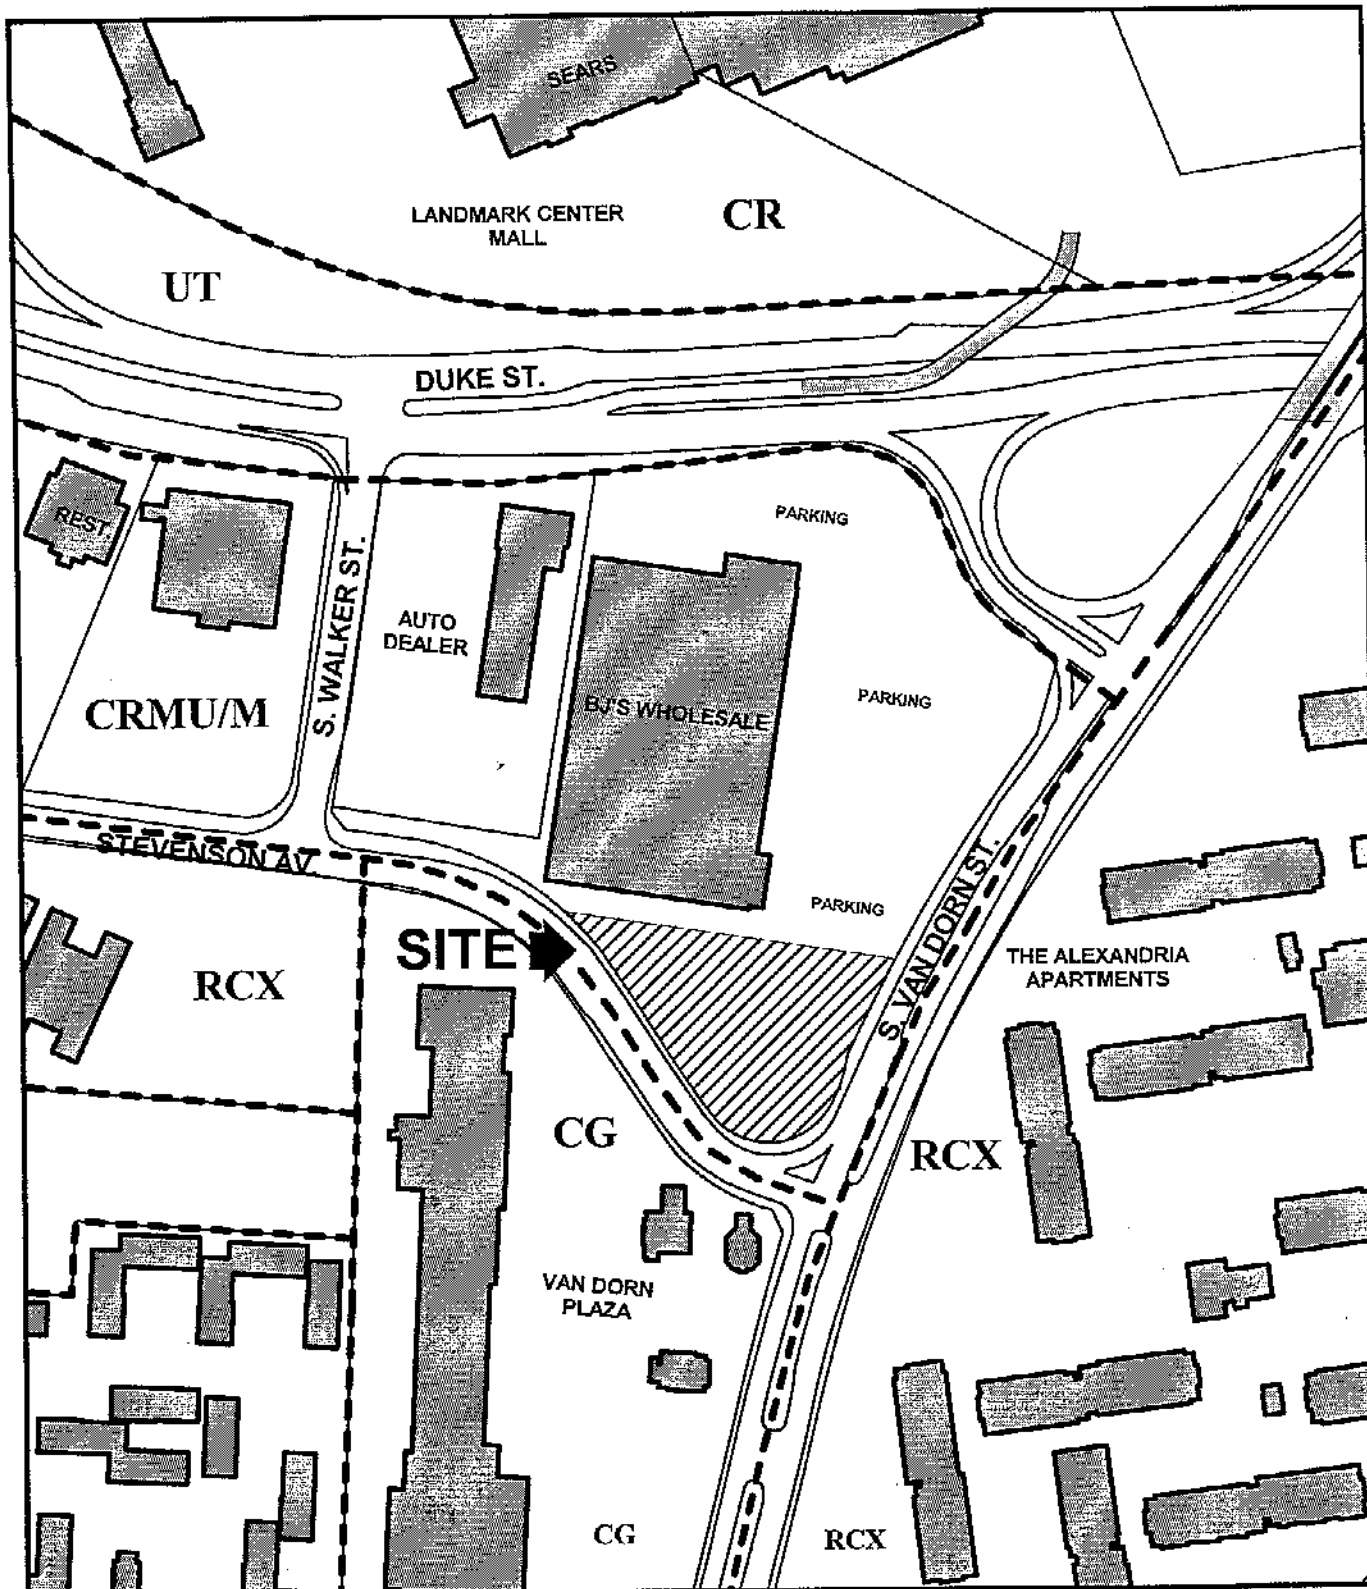 SEARS
LANDMARK CENTER
MALL
CR
UT
DUKE ST.
REST.
PARKING
S. WALKER ST.
AUTO
DEALER
CRMU/M
BJ'S WHOLESALE
PARKING
STEVENSON AV.
PARKING
S. VAN DORN ST.
SITE
THE ALEXANDRIA
APARTMENTS
RCX
CG
RCX
VAN DORN
PLAZA
CG
RCX